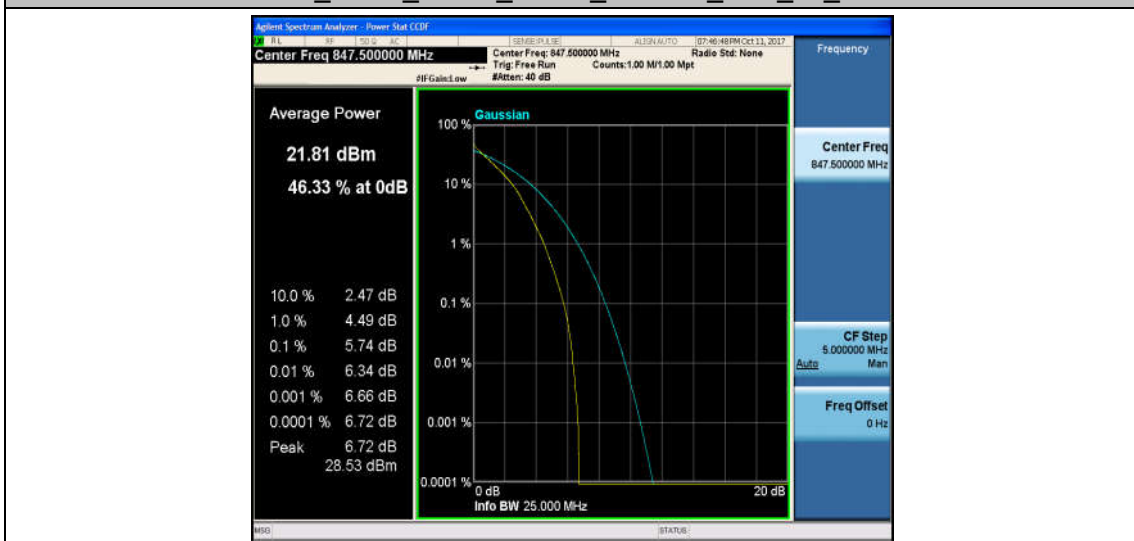 Agilent Spectrum Analyzer - Power Stat CCDF
RL RF 50 Ω AC SENSE:PULSE ALIGN AUTO 07:46:48 PM Oct 11, 2017
Center Freq 847.500000 MHz
Center Freq: 847.500000 MHz Radio Std: None
Trig: Free Run Counts:1.00 M/1.00 Mpt
#IFGain:Low #Atten: 40 dB
Frequency
Average Power
21.81 dBm
46.33 % at 0dB
10.0 % 2.47 dB
1.0 % 4.49 dB
0.1 % 5.74 dB
0.01 % 6.34 dB
0.001 % 6.66 dB
0.0001 % 6.72 dB
Peak 6.72 dB
28.53 dBm
Gaussian
100 %
10 %
1 %
0.1 %
0.01 %
0.001 %
0.0001 %
0 dB 20 dB
Info BW 25.000 MHz
Center Freq
847.500000 MHz
CF Step
5.000000 MHz
Auto Man
Freq Offset
0 Hz
MSG STATUS